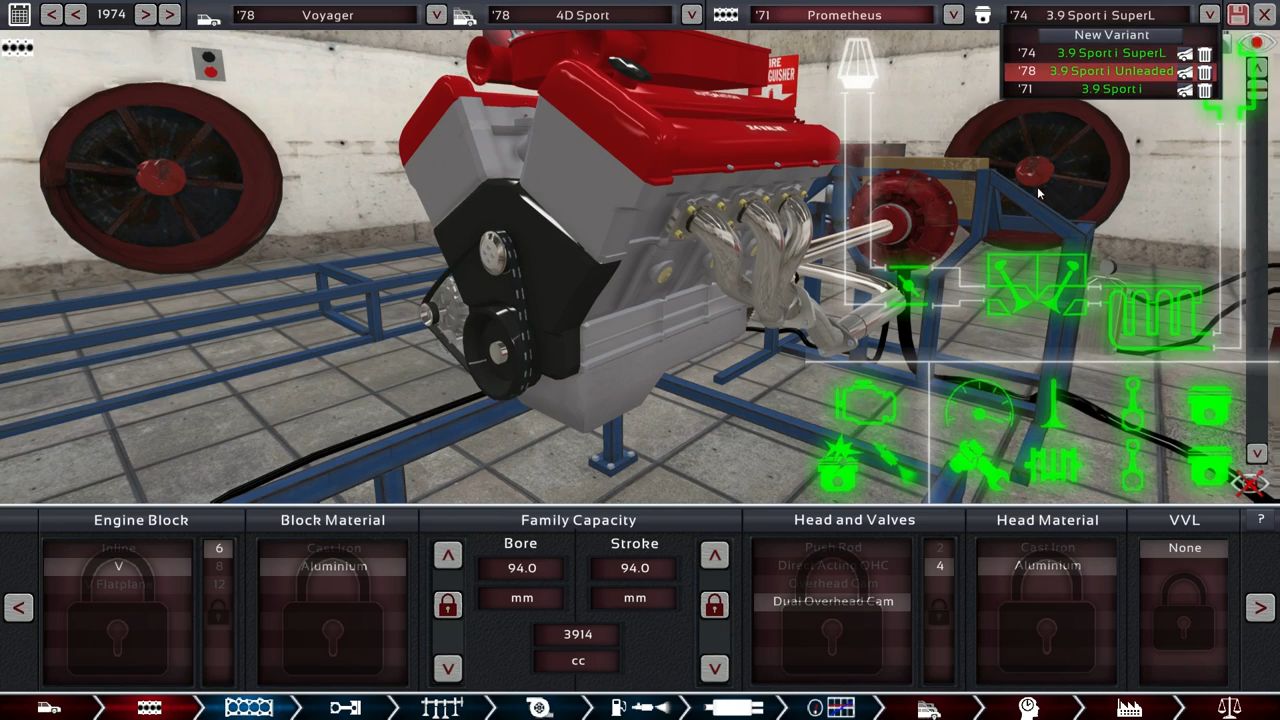 1974
'78 Voyager
'78 4D Sport
'71 Prometheus
'74 3.9 Sport i SuperL
New Variant
'74 3.9 Sport i SuperL
'78 3.9 Sport i Unleaded
'71 3.9 Sport i
Engine Block
Block Material
Family Capacity
Head and Valves
Head Material
VVL
?
Inline
V
V Flatplane
6
8
12
Cast Iron
Aluminium
Bore
Stroke
94.0
94.0
mm
mm
3914
cc
Push Rod
Direct Acting OHC
Overhead Cam
Dual Overhead Cam
2
4
Cast Iron
Aluminium
None